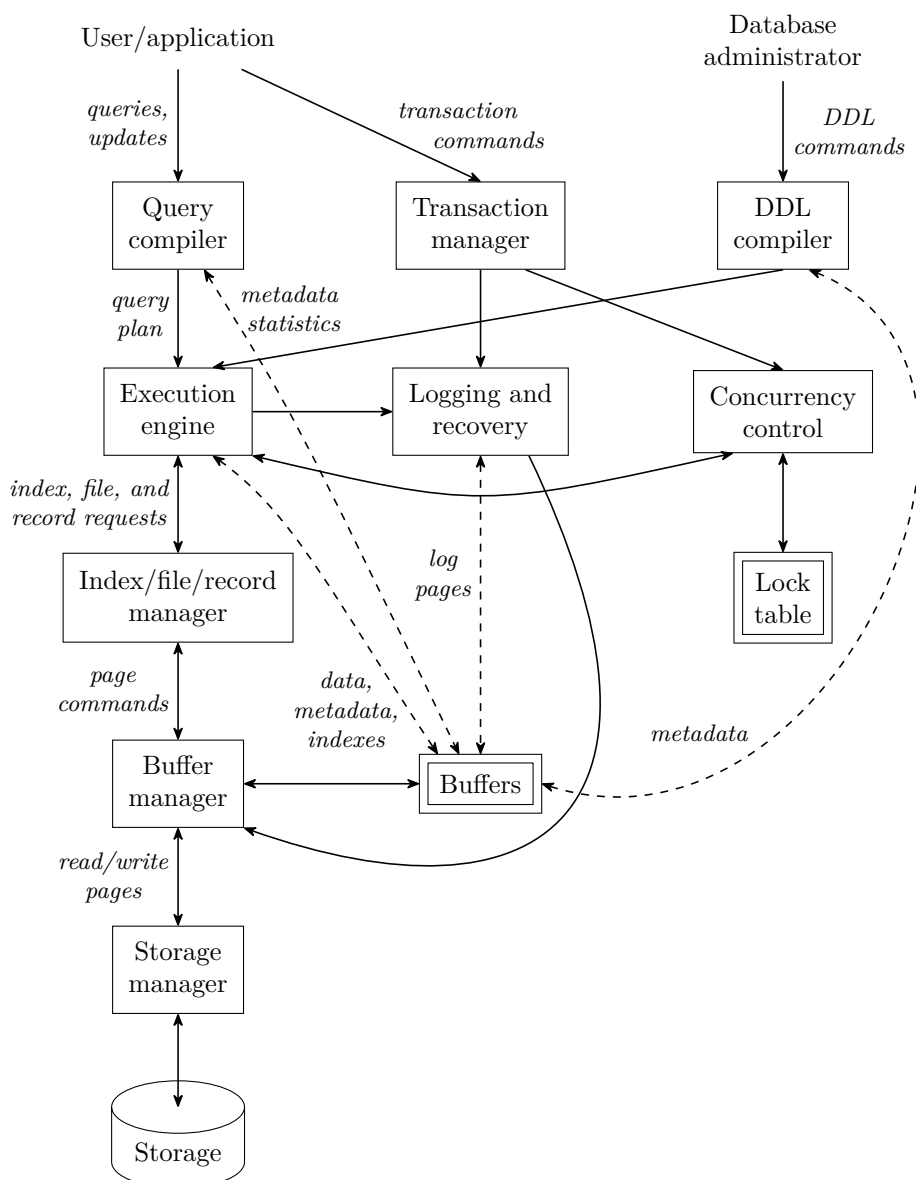 User/application
Database
administrator
queries,
updates
transaction
commands
DDL
commands
Query
compiler
Transaction
manager
DDL
compiler
query
plan
metadata
statistics
Execution
engine
Logging and
recovery
Concurrency
control
index, file, and
record requests
log
pages
Index/file/record
manager
Lock
table
page
commands
data,
metadata,
indexes
metadata
Buffer
manager
Buffers
read/write
pages
Storage
manager
Storage